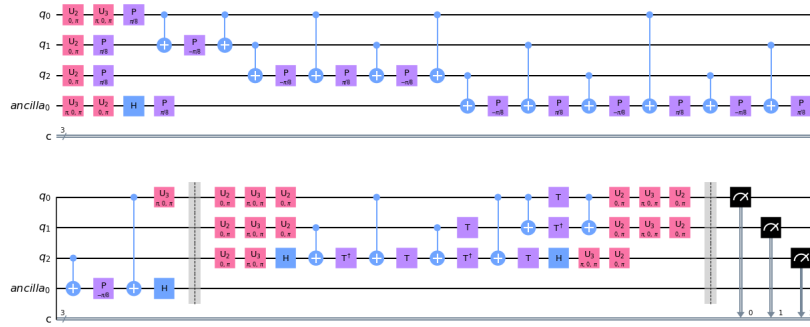 q₀ U₂ U₃ P
0, π π, 0, π π/8
q₁ U₂ P P
0, π π/8 −π/8
q₂ U₂ P P P P
0, π π/8 −π/8 π/8 −π/8
ancilla₀ U₃ U₂ H P P P P P P P
π, 0, π 0, π π/8 −π/8 π/8 −π/8 π/8 −π/8 π/8
c 3
q₀ U₃ U₂ U₃ U₂ T U₂ U₃ U₂
π, 0, π 0, π π, 0, π 0, π 0, π π, 0, π 0, π
q₁ U₂ U₃ U₂ T T† U₂ U₃ U₂
0, π π, 0, π 0, π 0, π π, 0, π 0, π
q₂ U₂ U₃ H T† T T† T H U₃ U₂
0, π π, 0, π π, 0, π 0, π
ancilla₀ P H
−π/8
c 3 0 1